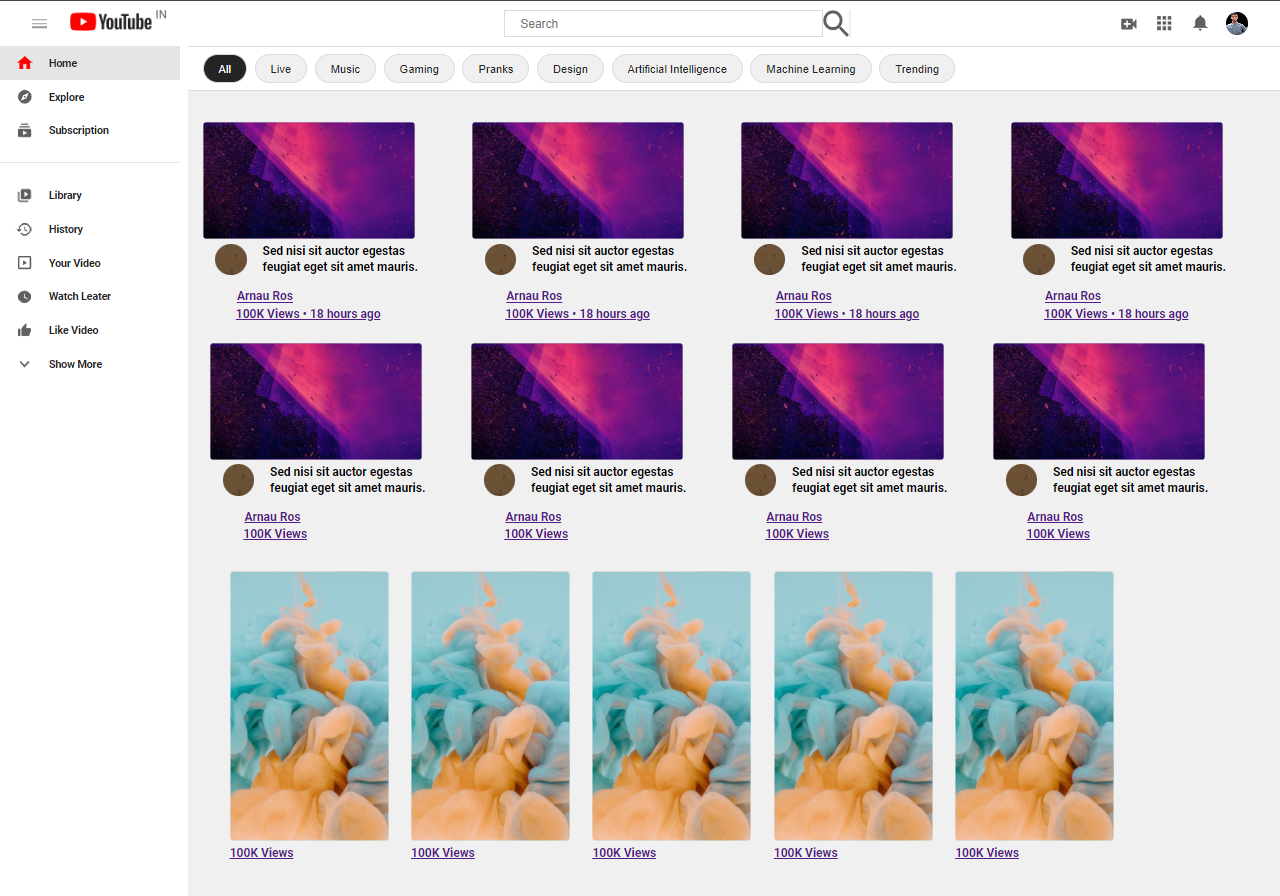 YouTube IN
Search
Home
Explore
Subscription
Library
History
Your Video
Watch Leater
Like Video
Show More
All Live Music Gaming Pranks Design Artificial Intelligence Machine Learning Trending
Sed nisi sit auctor egestas
feugiat eget sit amet mauris.
Arnau Ros
100K Views • 18 hours ago
Sed nisi sit auctor egestas
feugiat eget sit amet mauris.
Arnau Ros
100K Views • 18 hours ago
Sed nisi sit auctor egestas
feugiat eget sit amet mauris.
Arnau Ros
100K Views • 18 hours ago
Sed nisi sit auctor egestas
feugiat eget sit amet mauris.
Arnau Ros
100K Views • 18 hours ago
Sed nisi sit auctor egestas
feugiat eget sit amet mauris.
Arnau Ros
100K Views
Sed nisi sit auctor egestas
feugiat eget sit amet mauris.
Arnau Ros
100K Views
Sed nisi sit auctor egestas
feugiat eget sit amet mauris.
Arnau Ros
100K Views
Sed nisi sit auctor egestas
feugiat eget sit amet mauris.
Arnau Ros
100K Views
100K Views
100K Views
100K Views
100K Views
100K Views